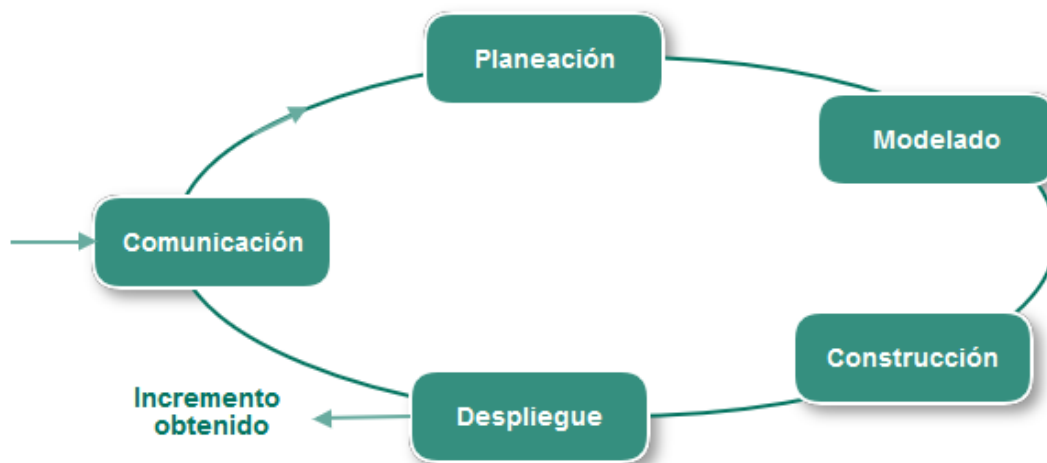 Planeación
Modelado
Comunicación
Construcción
Incremento
obtenido
Despliegue